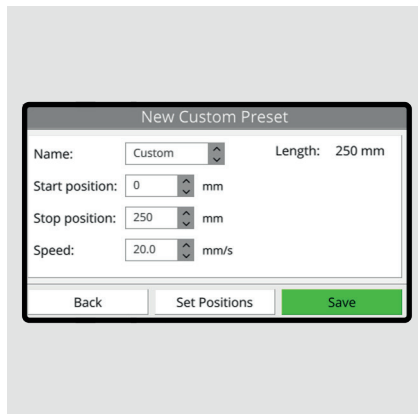 New Custom Preset
Name: Custom Length: 250 mm
Start position: 0 mm
Stop position: 250 mm
Speed: 20.0 mm/s
Back Set Positions Save